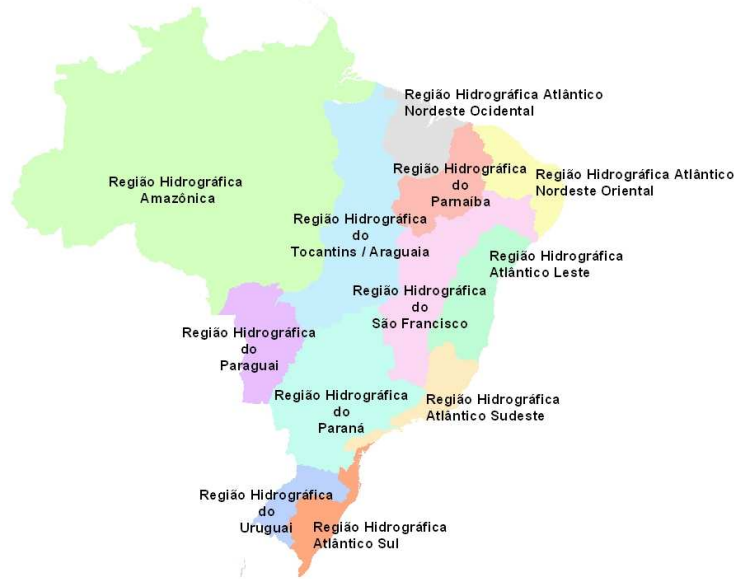 Região Hidrográfica Atlântico
Nordeste Ocidental
Região Hidrográfica
do
Parnaíba
Região Hidrográfica Atlântico
Nordeste Oriental
Região Hidrográfica
Amazônica
Região Hidrográfica
do
Tocantins / Araguaia
Região Hidrográfica
Atlântico Leste
Região Hidrográfica
do
São Francisco
Região Hidrográfica
do
Paraguai
Região Hidrográfica
do
Paraná
Região Hidrográfica
Atlântico Sudeste
Região Hidrográfica
do
Uruguai
Região Hidrográfica
Atlântico Sul